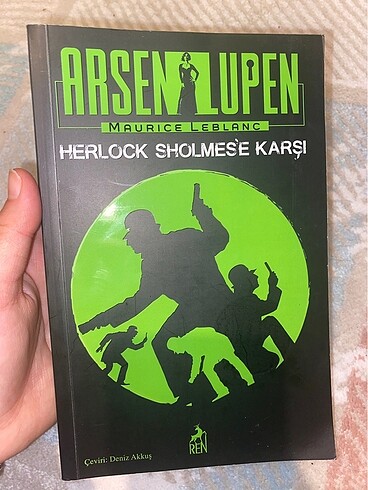 ARSEN LUPEN
MAURICE LEBLANC
HERLOCK SHOLMES'E KARŞI
Çeviri: Deniz Akkuş
REN